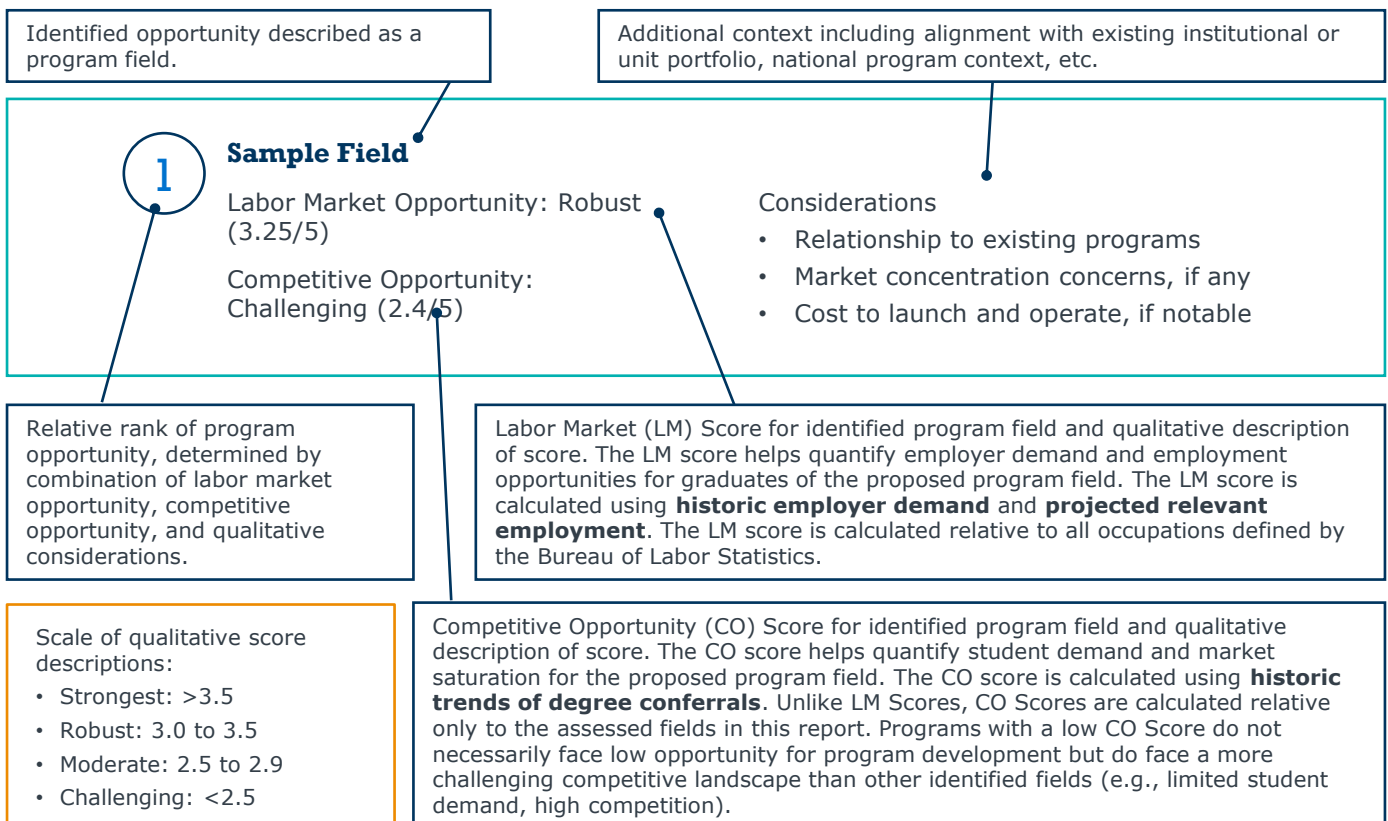 Identified opportunity described as a
program field.
Additional context including alignment with existing institutional or
unit portfolio, national program context, etc.
1
Sample Field
Labor Market Opportunity: Robust
(3.25/5)
Competitive Opportunity:
Challenging (2.4/5)
Considerations
• Relationship to existing programs
• Market concentration concerns, if any
• Cost to launch and operate, if notable
Relative rank of program
opportunity, determined by
combination of labor market
opportunity, competitive
opportunity, and qualitative
considerations.
Labor Market (LM) Score for identified program field and qualitative description
of score. The LM score helps quantify employer demand and employment
opportunities for graduates of the proposed program field. The LM score is
calculated using historic employer demand and projected relevant
employment. The LM score is calculated relative to all occupations defined by
the Bureau of Labor Statistics.
Scale of qualitative score
descriptions:
• Strongest: >3.5
• Robust: 3.0 to 3.5
• Moderate: 2.5 to 2.9
• Challenging: <2.5
Competitive Opportunity (CO) Score for identified program field and qualitative
description of score. The CO score helps quantify student demand and market
saturation for the proposed program field. The CO score is calculated using historic
trends of degree conferrals. Unlike LM Scores, CO Scores are calculated relative
only to the assessed fields in this report. Programs with a low CO Score do not
necessarily face low opportunity for program development but do face a more
challenging competitive landscape than other identified fields (e.g., limited student
demand, high competition).